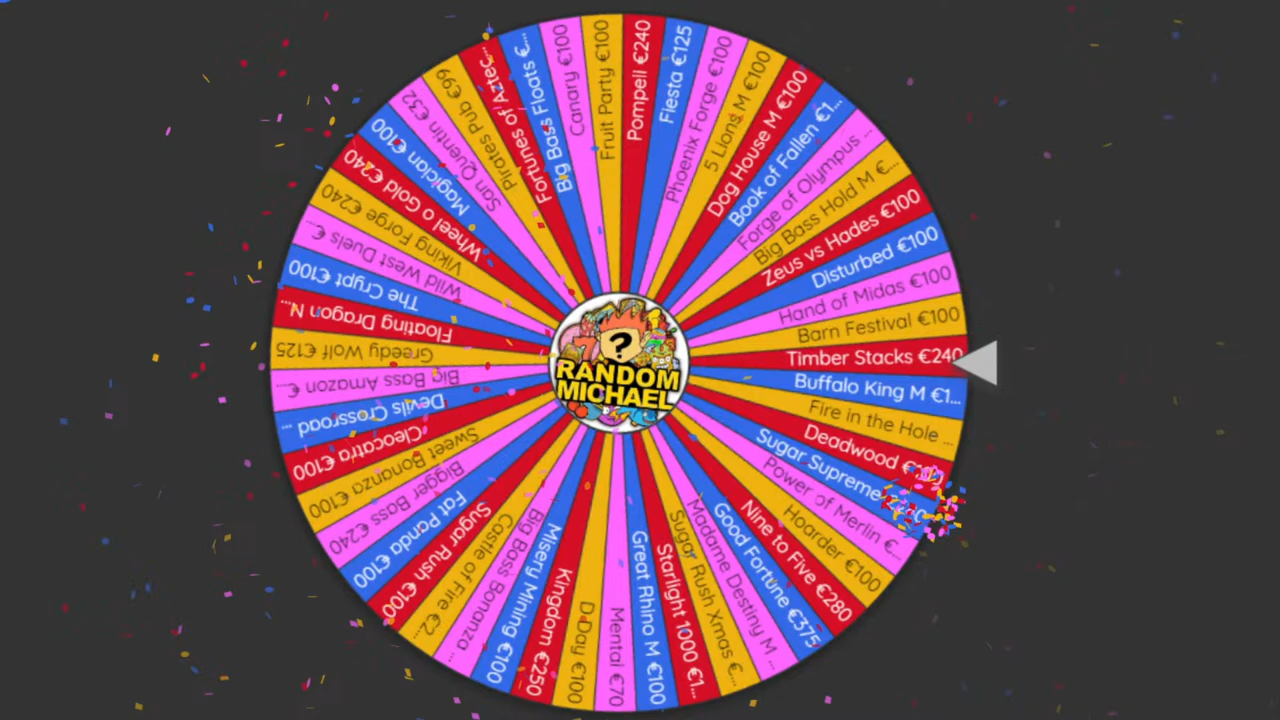 Pompeii €240
Fiesta €125
Phoenix Forge €100
5 Lions M €100
Dog House M €100
Book of Fallen €1...
Forge of Olympus ...
Big Bass Hold M €...
Zeus vs Hades €100
Disturbed €100
Hand of Midas €100
Barn Festival €100
Timber Stacks €240
Buffalo King M €1...
Fire in the Hole ...
Deadwood
Sugar Supreme
Power of Merlin €...
Hoarder €100
Nine to Five €280
Good Fortune €375
Madame Destiny M ...
Sugar Rush Xmas €...
Starlight 1000 €1...
Great Rhino M €100
Mental €70
D Day €100
Kingdom €250
Misery Mining €100
Big Bass Bonanza ...
Castle of Fire €2...
Sugar Rush €100
Fat Panda €100
Bigger Bass €240
Sweet Bonanza €100
Cleocatra €100
Devils Crossroad ...
Big Bass Amazon €...
Greedy Wolf €125
Floating Dragon N...
The Crypt €100
Wild West Duels €...
Viking Forge €240
Wheel o Gold €240
Magician €100
San Quentin €32
Pirates Pub €99
Fortunes of Aztec...
Big Bass Floats €...
Canary €100
Fruit Party €100
?
RANDOM
MICHAEL